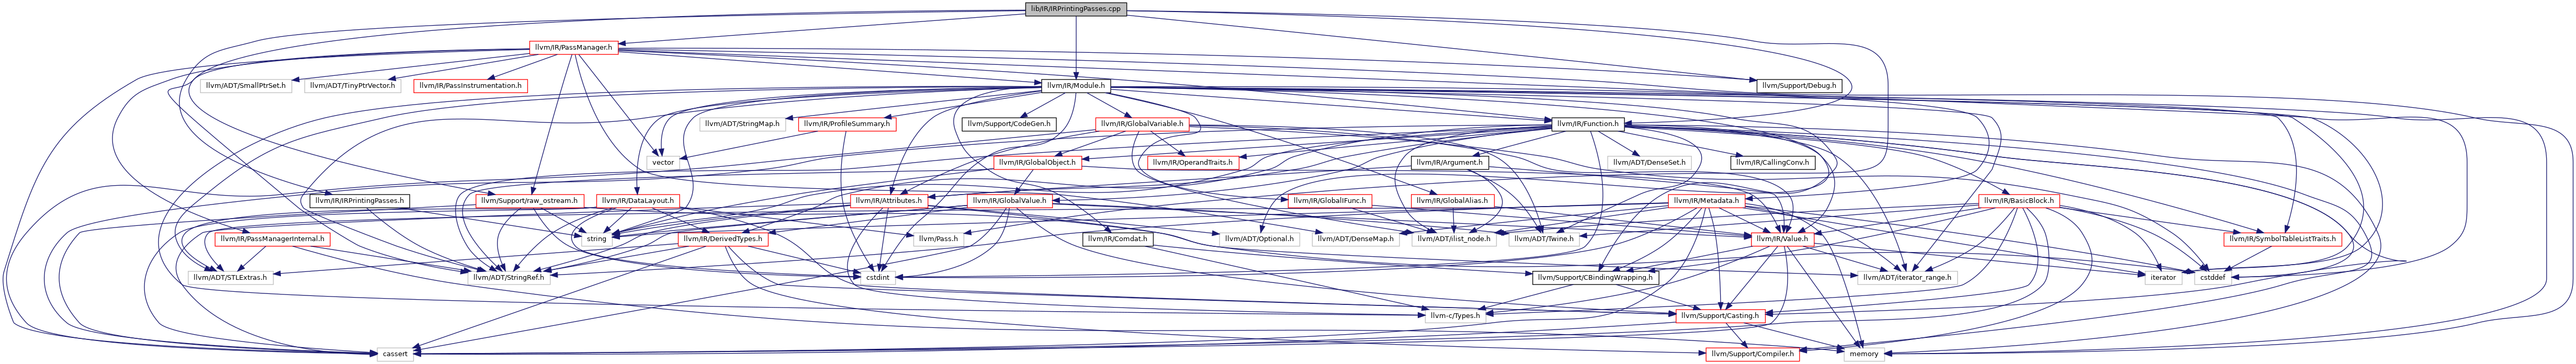 lib/IR/IRPrintingPasses.cpp
llvm/IR/PassManager.h
llvm/ADT/SmallPtrSet.h
llvm/ADT/TinyPtrVector.h
llvm/IR/PassInstrumentation.h
llvm/IR/Module.h
llvm/Support/Debug.h
llvm/ADT/StringMap.h
llvm/IR/ProfileSummary.h
llvm/Support/CodeGen.h
llvm/IR/GlobalVariable.h
llvm/IR/Function.h
vector
llvm/IR/GlobalObject.h
llvm/IR/OperandTraits.h
llvm/IR/Argument.h
llvm/ADT/DenseSet.h
llvm/IR/CallingConv.h
llvm/IR/IRPrintingPasses.h
llvm/Support/raw_ostream.h
llvm/IR/DataLayout.h
llvm/IR/Attributes.h
llvm/IR/GlobalValue.h
llvm/IR/GlobalIFunc.h
llvm/IR/GlobalAlias.h
llvm/IR/Metadata.h
llvm/IR/BasicBlock.h
llvm/IR/PassManagerInternal.h
string
llvm/IR/DerivedTypes.h
llvm/Pass.h
llvm/IR/Comdat.h
llvm/ADT/Optional.h
llvm/ADT/DenseMap.h
llvm/ADT/ilist_node.h
llvm/ADT/Twine.h
llvm/IR/Value.h
llvm/IR/SymbolTableListTraits.h
llvm/ADT/STLExtras.h
llvm/ADT/StringRef.h
cstdint
llvm/Support/CBindingWrapping.h
llvm/ADT/iterator_range.h
iterator
cstddef
llvm-c/Types.h
llvm/Support/Casting.h
cassert
llvm/Support/Compiler.h
memory